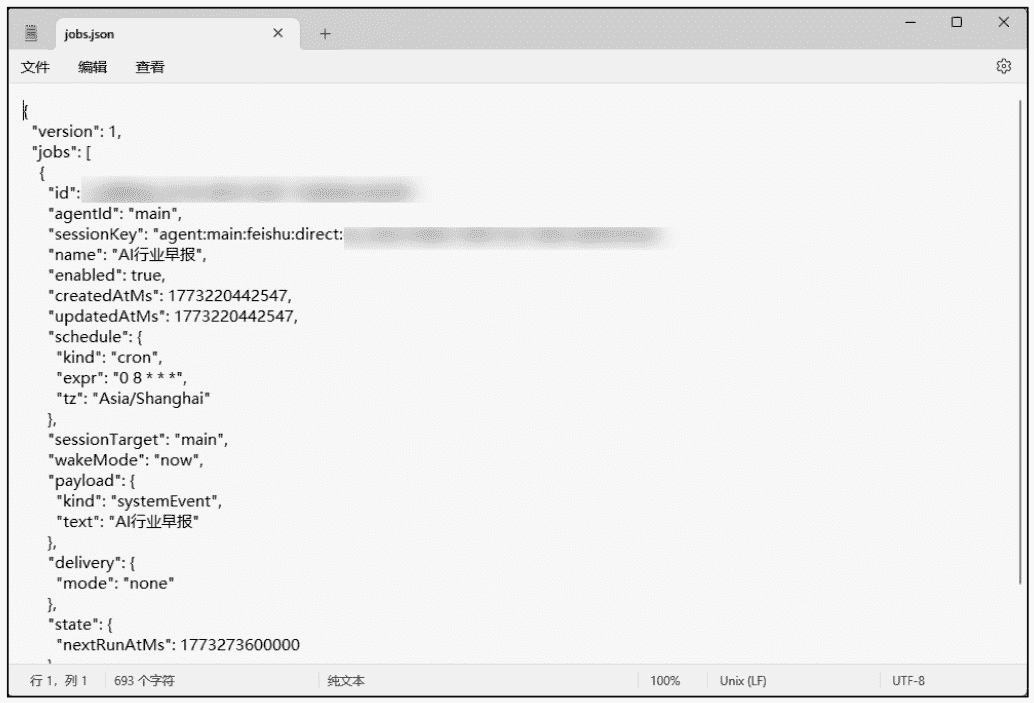 jobs.json
文件 编辑 查看
{
"version": 1,
"jobs": [
{
"id":
"agentId": "main",
"sessionKey": "agent:main:feishu:direct:
"name": "AI行业早报",
"enabled": true,
"createdAtMs": 1773220442547,
"updatedAtMs": 1773220442547,
"schedule": {
"kind": "cron",
"expr": "0 8 * * *",
"tz": "Asia/Shanghai"
},
"sessionTarget": "main",
"wakeMode": "now",
"payload": {
"kind": "systemEvent",
"text": "AI行业早报"
},
"delivery": {
"mode": "none"
},
"state": {
"nextRunAtMs": 1773273600000
行 1，列 1 693 个字符 纯文本 100% Unix (LF) UTF-8